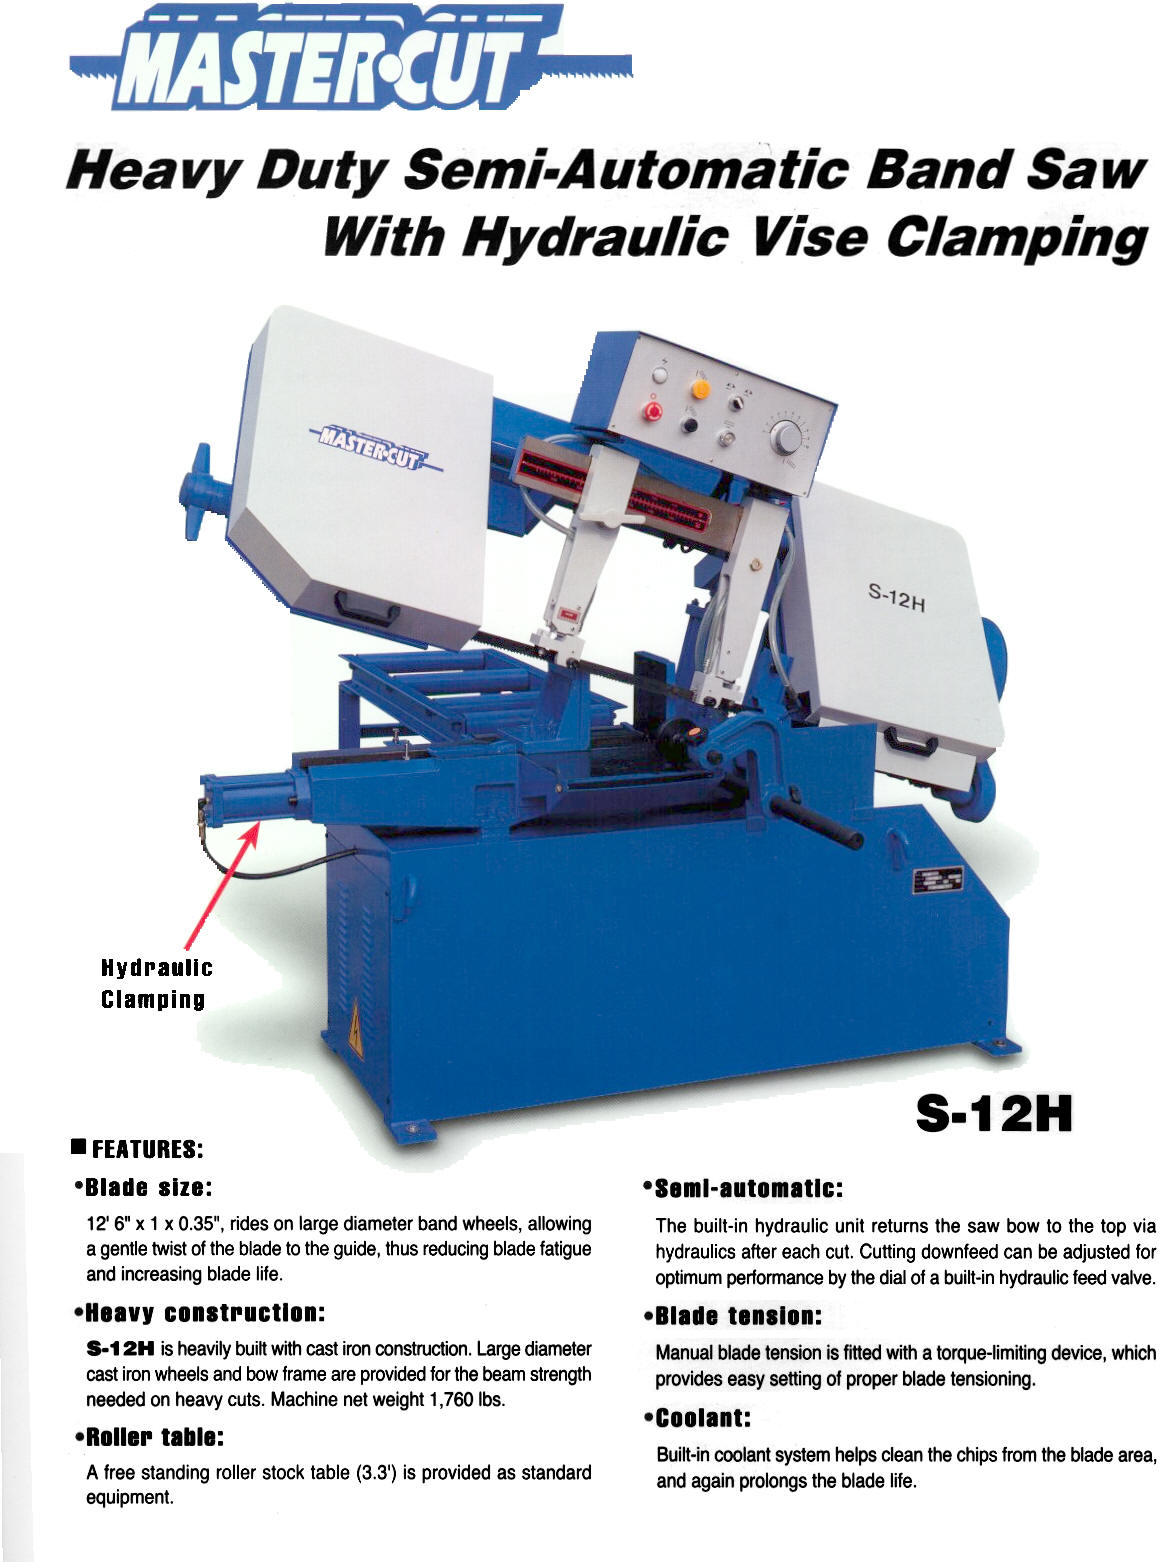 MASTER·CUT
Heavy Duty Semi-Automatic Band Saw
With Hydraulic Vise Clamping
MASTER·CUT
S-12H
Hydraulic
Clamping
S-12H
■ FEATURES:
•Blade size:
12' 6" x 1 x 0.35", rides on large diameter band wheels, allowing
a gentle twist of the blade to the guide, thus reducing blade fatigue
and increasing blade life.
•Heavy construction:
S-12H is heavily built with cast iron construction. Large diameter
cast iron wheels and bow frame are provided for the beam strength
needed on heavy cuts. Machine net weight 1,760 lbs.
•Roller table:
A free standing roller stock table (3.3') is provided as standard
equipment.
•Semi-automatic:
The built-in hydraulic unit returns the saw bow to the top via
hydraulics after each cut. Cutting downfeed can be adjusted for
optimum performance by the dial of a built-in hydraulic feed valve.
•Blade tension:
Manual blade tension is fitted with a torque-limiting device, which
provides easy setting of proper blade tensioning.
•Coolant:
Built-in coolant system helps clean the chips from the blade area,
and again prolongs the blade life.